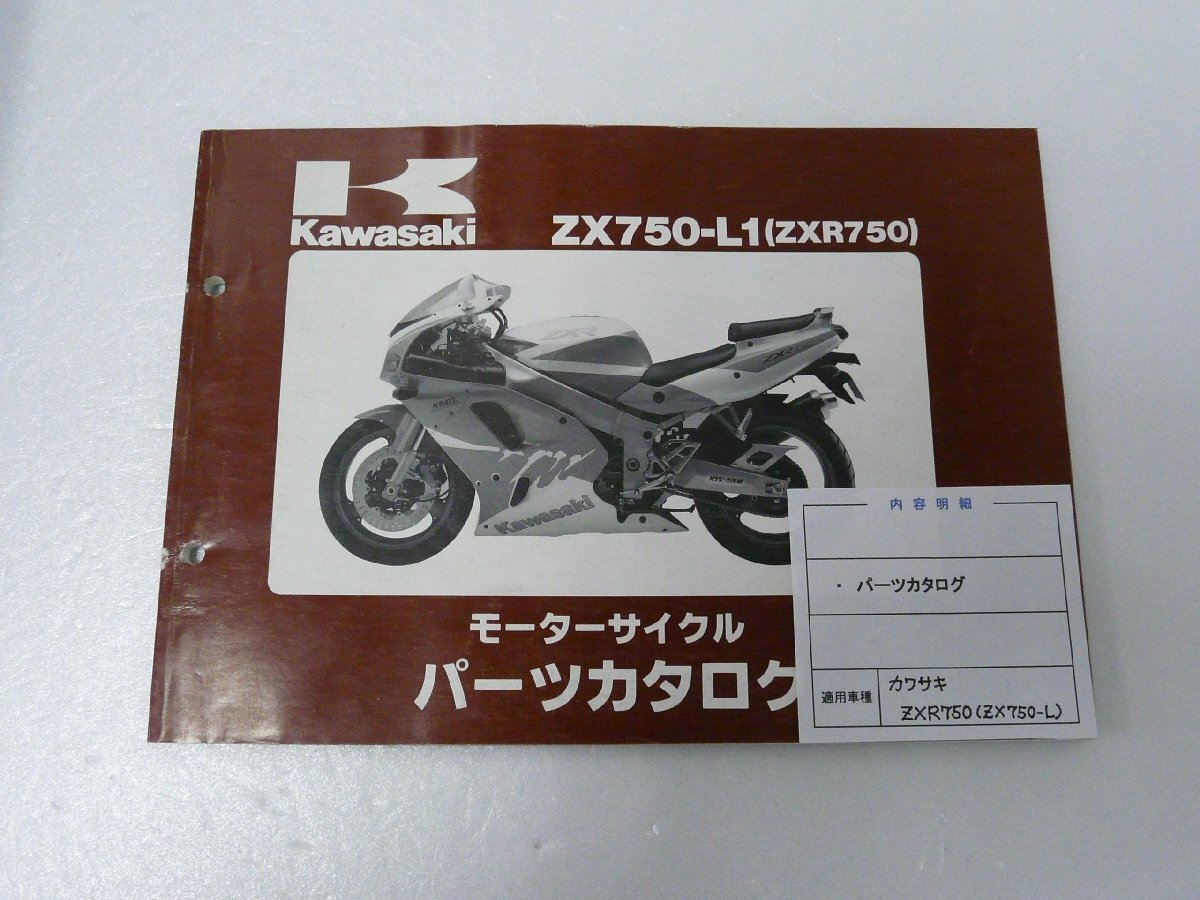 Kawasaki
ZX750-L1(ZXR750)
ZXR
Kawasaki
モーターサイクル
パーツカタログ
内容明細
・ パーツカタログ
適用車種
カワサキ
ZXR750(ZX750-L)